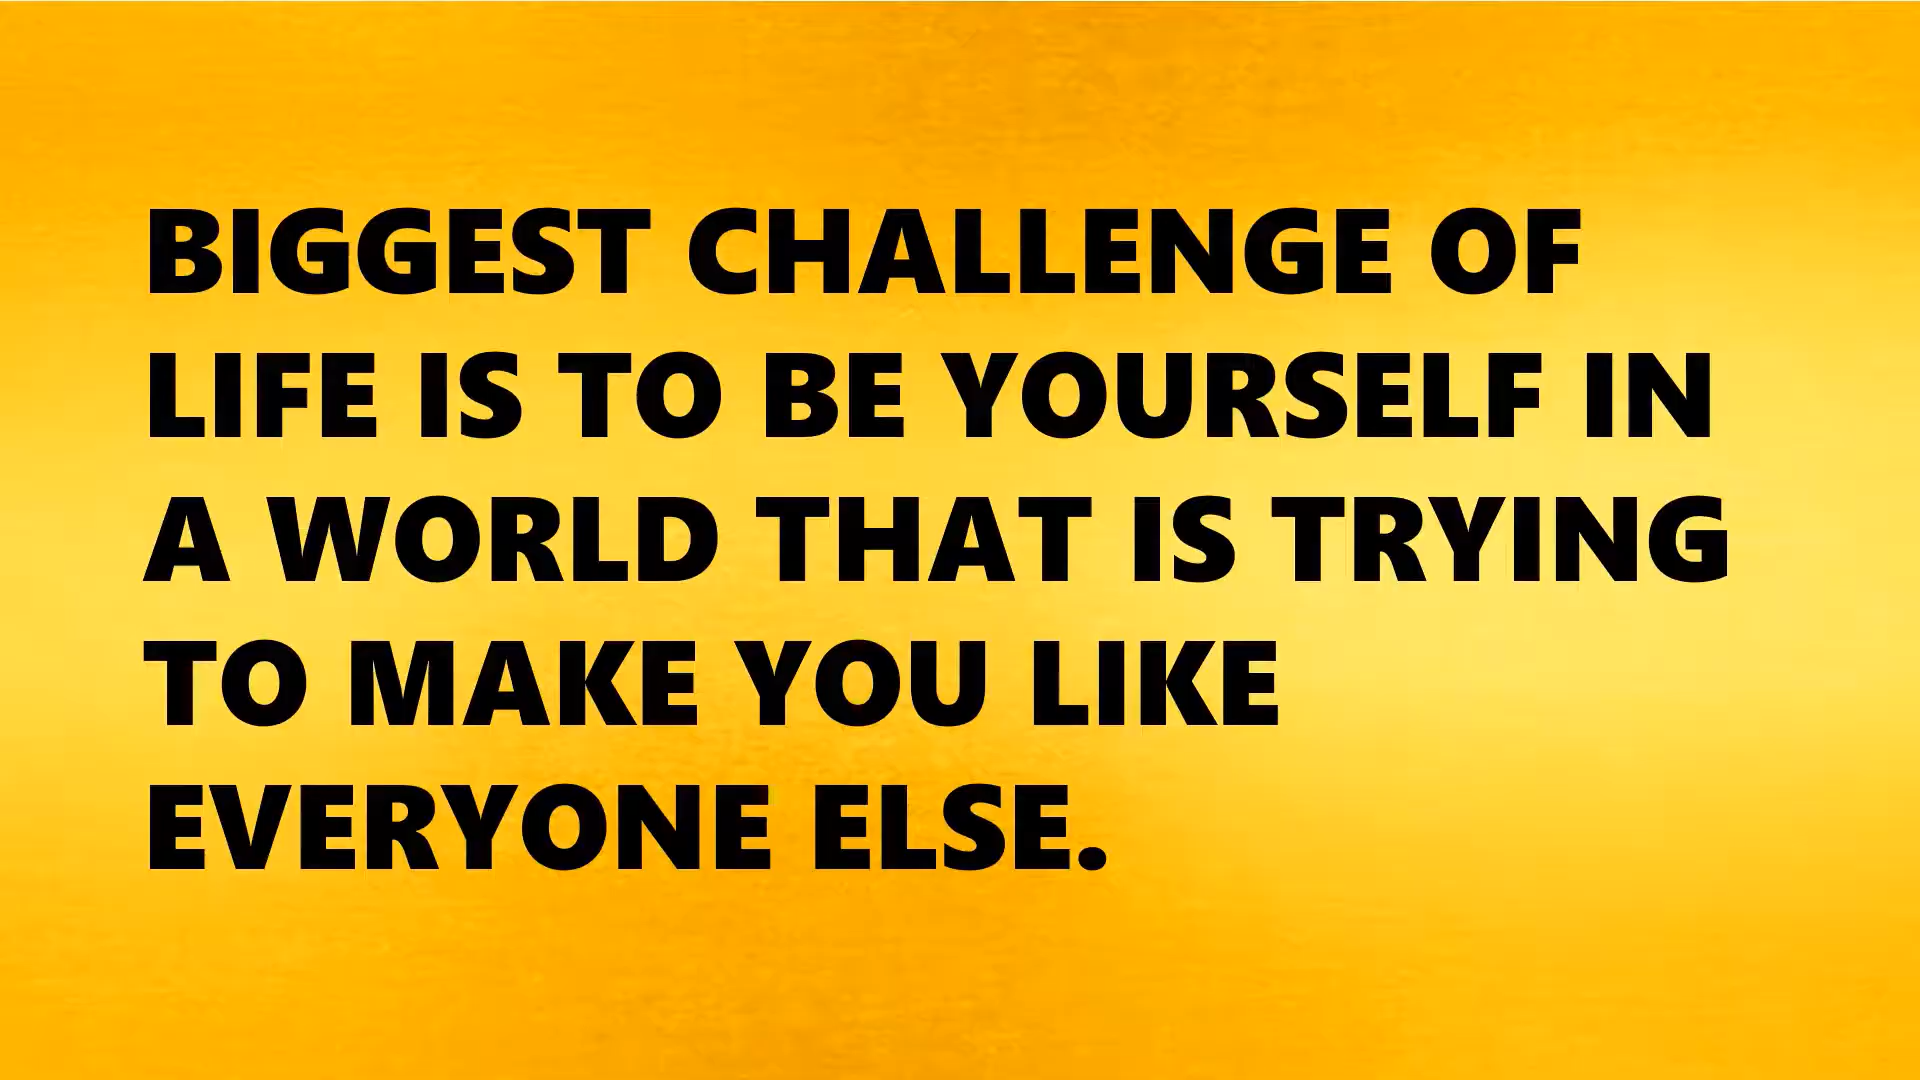 BIGGEST CHALLENGE OF
LIFE IS TO BE YOURSELF IN
A WORLD THAT IS TRYING
TO MAKE YOU LIKE
EVERYONE ELSE.